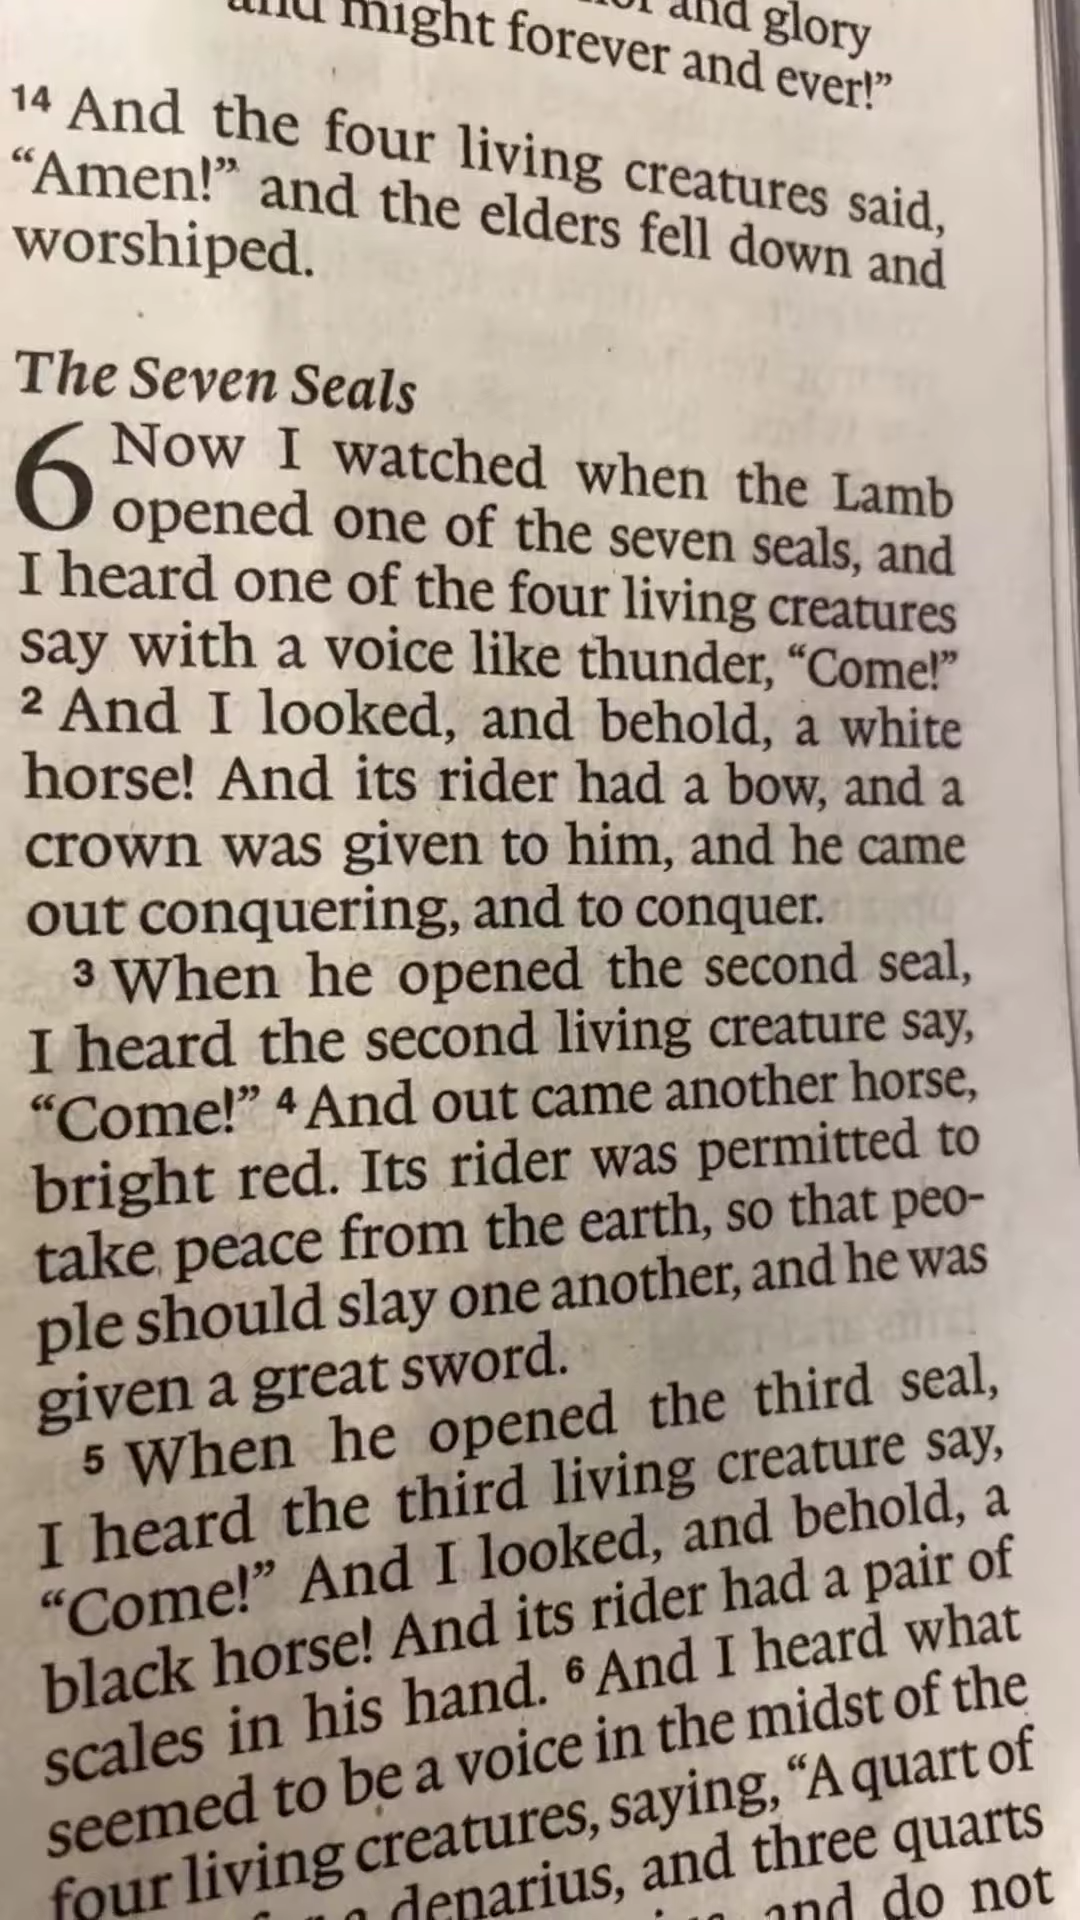 and glory
and might forever and ever!”
14 And the four living creatures said,
“Amen!” and the elders fell down and
worshiped.
The Seven Seals
6 Now I watched when the Lamb
opened one of the seven seals, and
I heard one of the four living creatures
say with a voice like thunder, “Come!”
2 And I looked, and behold, a white
horse! And its rider had a bow, and a
crown was given to him, and he came
out conquering, and to conquer.
3 When he opened the second seal,
I heard the second living creature say,
“Come!” 4 And out came another horse,
bright red. Its rider was permitted to
take peace from the earth, so that peo-
ple should slay one another, and he was
given a great sword.
5 When he opened the third seal,
I heard the third living creature say,
“Come!” And I looked, and behold, a
black horse! And its rider had a pair of
scales in his hand. 6 And I heard what
seemed to be a voice in the midst of the
four living creatures, saying, “A quart of
a denarius, and three quarts
and do not